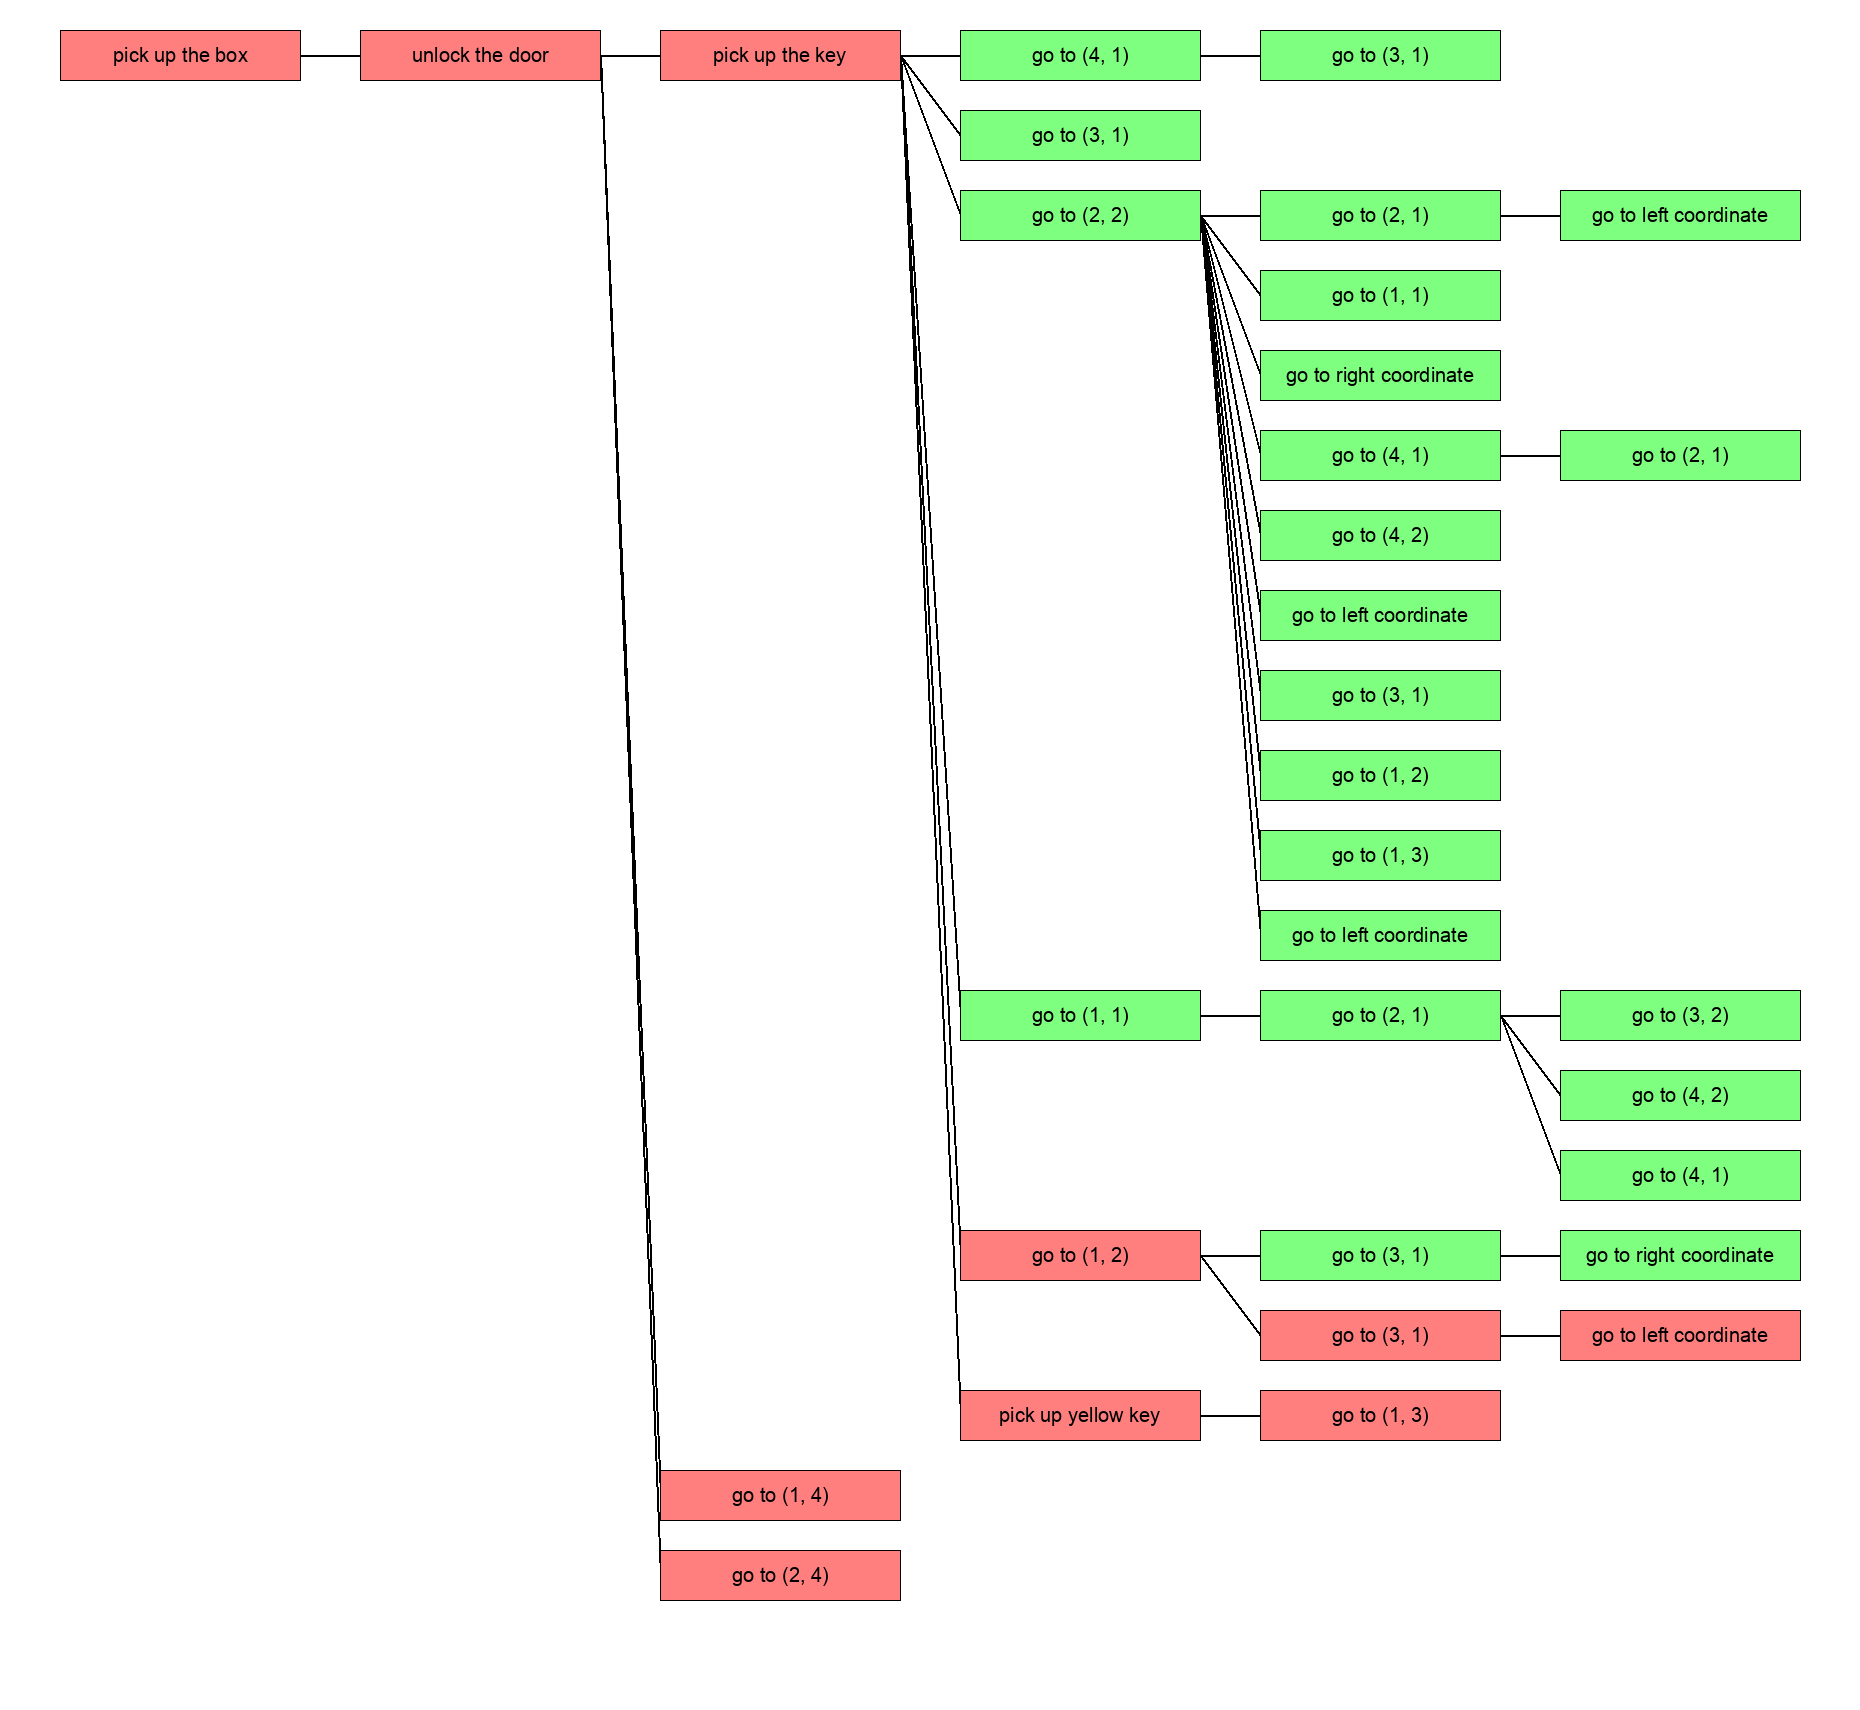 pick up the box
unlock the door
pick up the key
go to (4, 1)
go to (3, 1)
go to (3, 1)
go to (2, 2)
go to (2, 1)
go to left coordinate
go to (1, 1)
go to right coordinate
go to (4, 1)
go to (2, 1)
go to (4, 2)
go to left coordinate
go to (3, 1)
go to (1, 2)
go to (1, 3)
go to left coordinate
go to (1, 1)
go to (2, 1)
go to (3, 2)
go to (4, 2)
go to (4, 1)
go to (1, 2)
go to (3, 1)
go to right coordinate
go to (3, 1)
go to left coordinate
pick up yellow key
go to (1, 3)
go to (1, 4)
go to (2, 4)